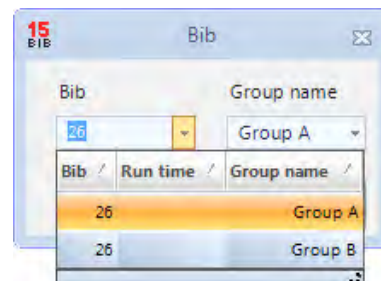 15
BIB
Bib
Bib Group name
26 Group A
Bib Run time Group name
26 Group A
26 Group B